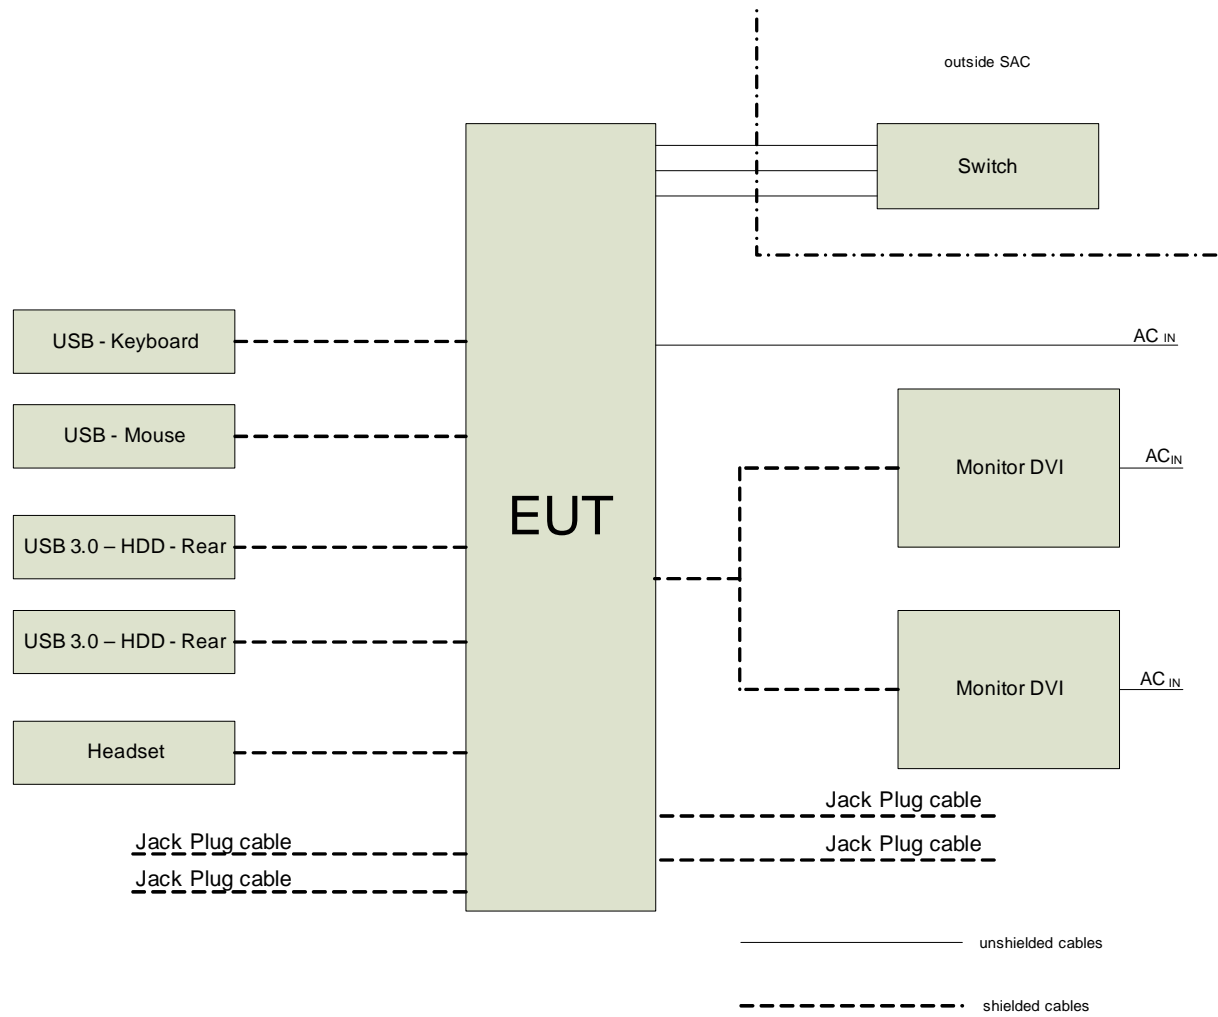 outside SAC
Switch
USB - Keyboard
AC IN
USB - Mouse
Monitor DVI
ACIN
EUT
USB 3.0 – HDD - Rear
USB 3.0 – HDD - Rear
Monitor DVI
AC IN
Headset
Jack Plug cable
Jack Plug cable
Jack Plug cable
Jack Plug cable
unshielded cables
shielded cables